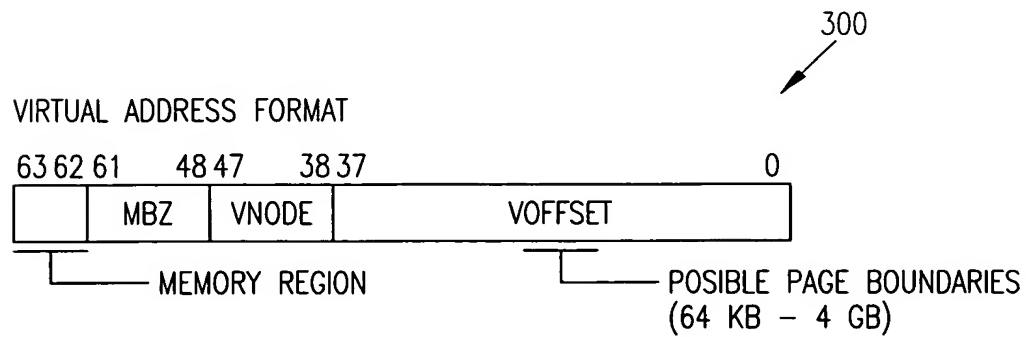 300
VIRTUAL ADDRESS FORMAT
63 62 61 48 47 38 37 0
MBZ VNODE VOFFSET
MEMORY REGION
POSIBLE PAGE BOUNDARIES
(64 KB – 4 GB)